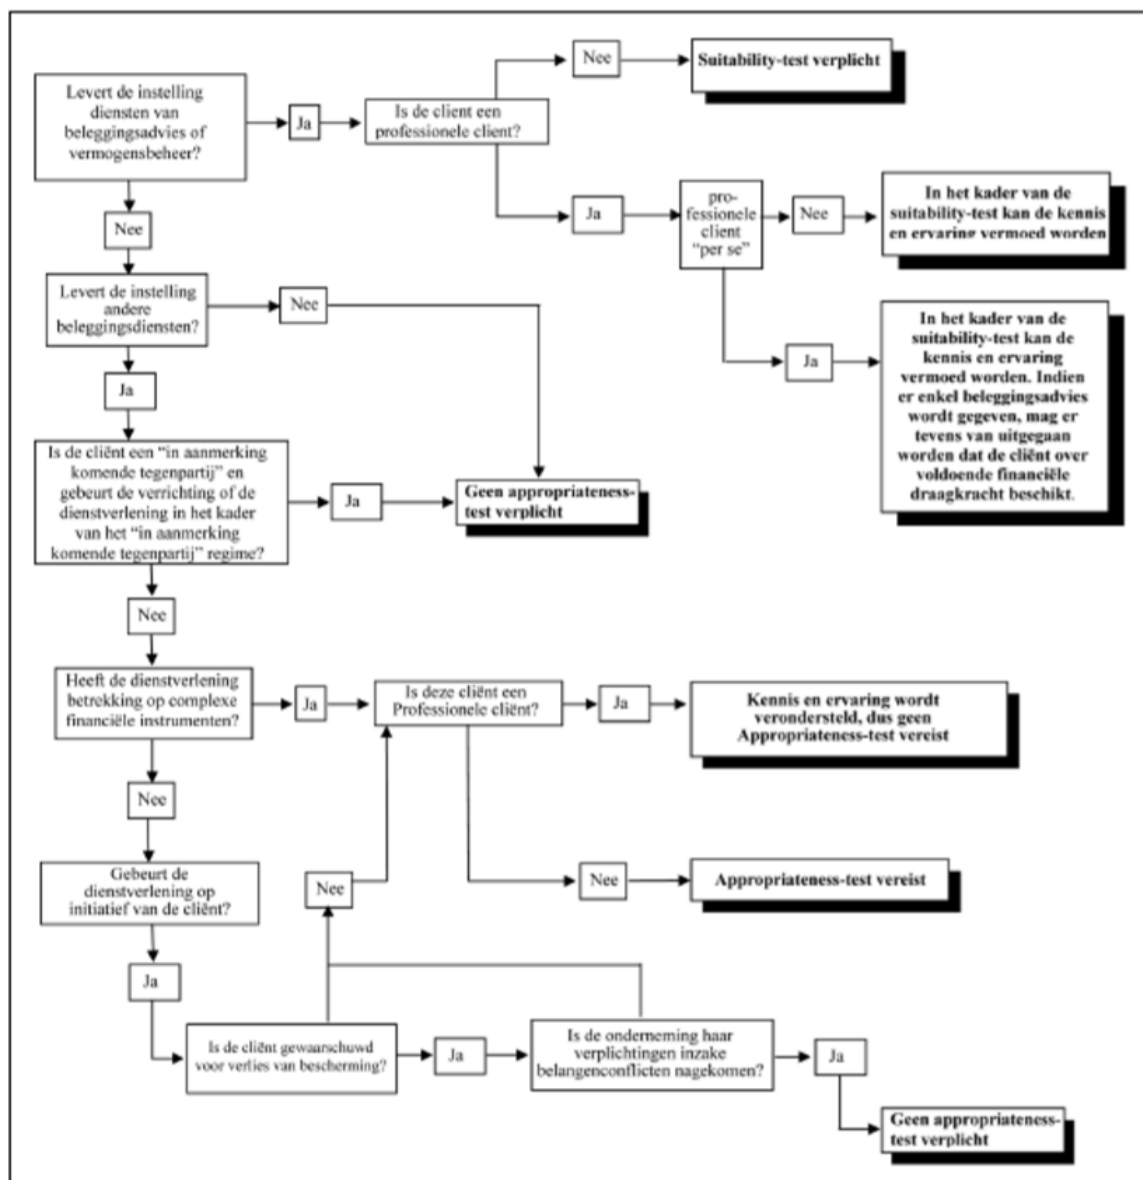 Nee
Suitability-test verplicht
Levert de instelling
diensten van
beleggingsadvies of
vermogensbeheer?
Ja
Is de client een
professionele client?
Ja
pro-
fessionele
client
“per se”
Nee
In het kader van de
suitability-test kan de kennis
en ervaring vermoed worden
Nee
Levert de instelling
andere
beleggingsdiensten?
Nee
Ja
In het kader van de
suitability-test kan de
kennis en ervaring
vermoed worden. Indien
er enkel beleggingsadvies
wordt gegeven, mag er
tevens van uitgegaan
worden dat de cliënt over
voldoende financiële
draagkracht beschikt.
Ja
Is de cliënt een “in aanmerking
komende tegenpartij” en
gebeurt de verrichting of de
dienstverlening in het kader
van het “in aanmerking
komende tegenpartij” regime?
Ja
Geen appropriateness-
test verplicht
Nee
Heeft de dienstverlening
betrekking op complexe
financiële instrumenten?
Ja
Is deze cliënt een
Professionele cliënt?
Ja
Kennis en ervaring wordt
verondersteld, dus geen
Appropriateness-test vereist
Nee
Gebeurt de
dienstverlening op
initiatief van de cliënt?
Nee
Nee
Appropriateness-test vereist
Ja
Is de cliënt gewaarschuwd
voor verlies van bescherming?
Ja
Is de onderneming haar
verplichtingen inzake
belangenconflicten nagekomen?
Ja
Geen appropriateness-
test verplicht